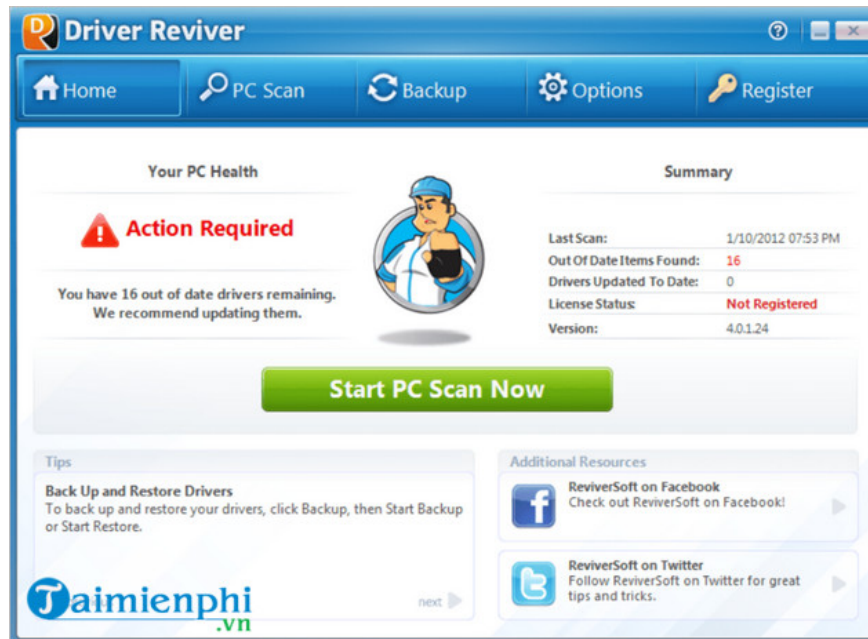 Driver Reviver
Home
PC Scan
Backup
Options
Register
Your PC Health
Action Required
You have 16 out of date drivers remaining.
We recommend updating them.
Summary
Last Scan: 1/10/2012 07:53 PM
Out Of Date Items Found: 16
Drivers Updated To Date: 0
License Status: Not Registered
Version: 4.0.1.24
Start PC Scan Now
Tips
Back Up and Restore Drivers
To back up and restore your drivers, click Backup, then Start Backup
or Start Restore.
next
Additional Resources
ReviverSoft on Facebook
Check out ReviverSoft on Facebook!
ReviverSoft on Twitter
Follow ReviverSoft on Twitter for great
tips and tricks.
Taimienphi
.vn